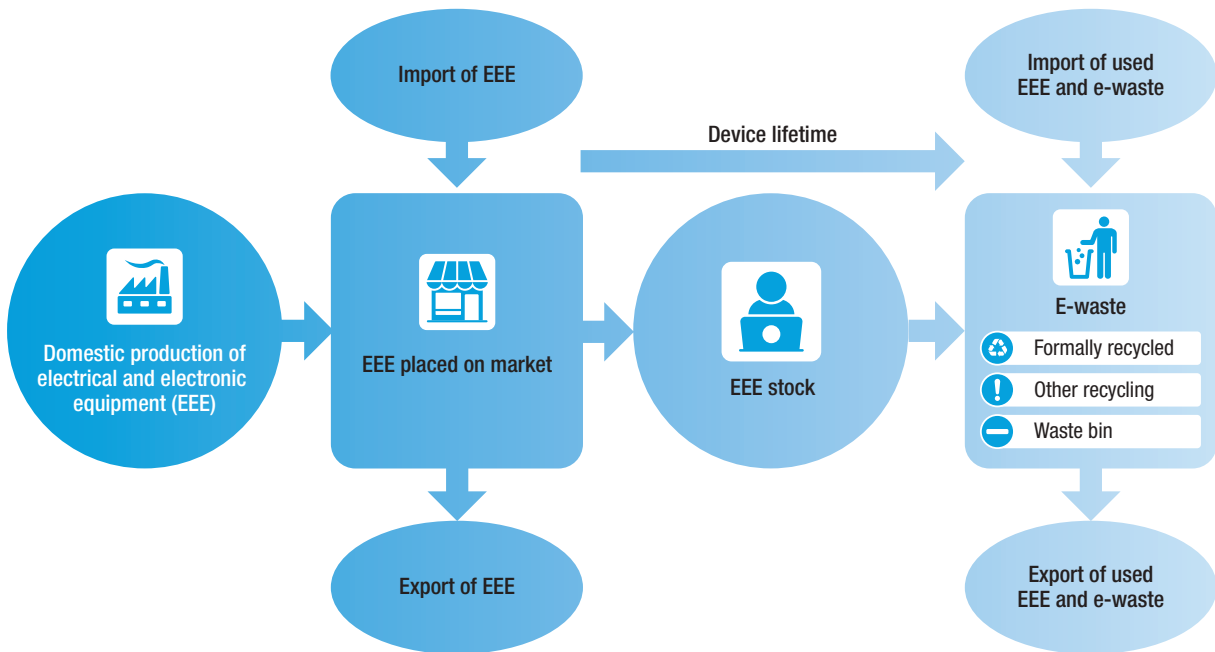 Import of EEE
Import of used
EEE and e-waste
Device lifetime
Domestic production of
electrical and electronic
equipment (EEE)
EEE placed on market
EEE stock
E-waste
Formally recycled
Other recycling
Waste bin
Export of EEE
Export of used
EEE and e-waste